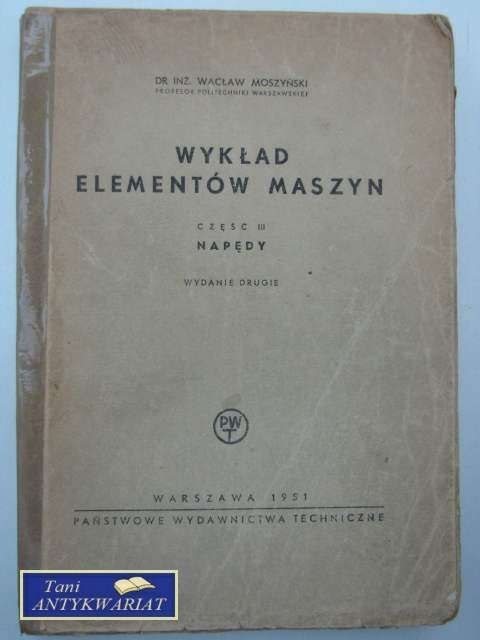 DR INŻ. WACŁAW MOSZYŃSKI
PROFESOR POLITECHNIKI WARSZAWSKIEJ
WYKŁAD
ELEMENTÓW MASZYN
CZĘŚĆ III
NAPĘDY
WYDANIE DRUGIE
PWT
WARSZAWA 1951
PAŃSTWOWE WYDAWNICTWA TECHNICZNE
Tani
ANTYKWARIAT